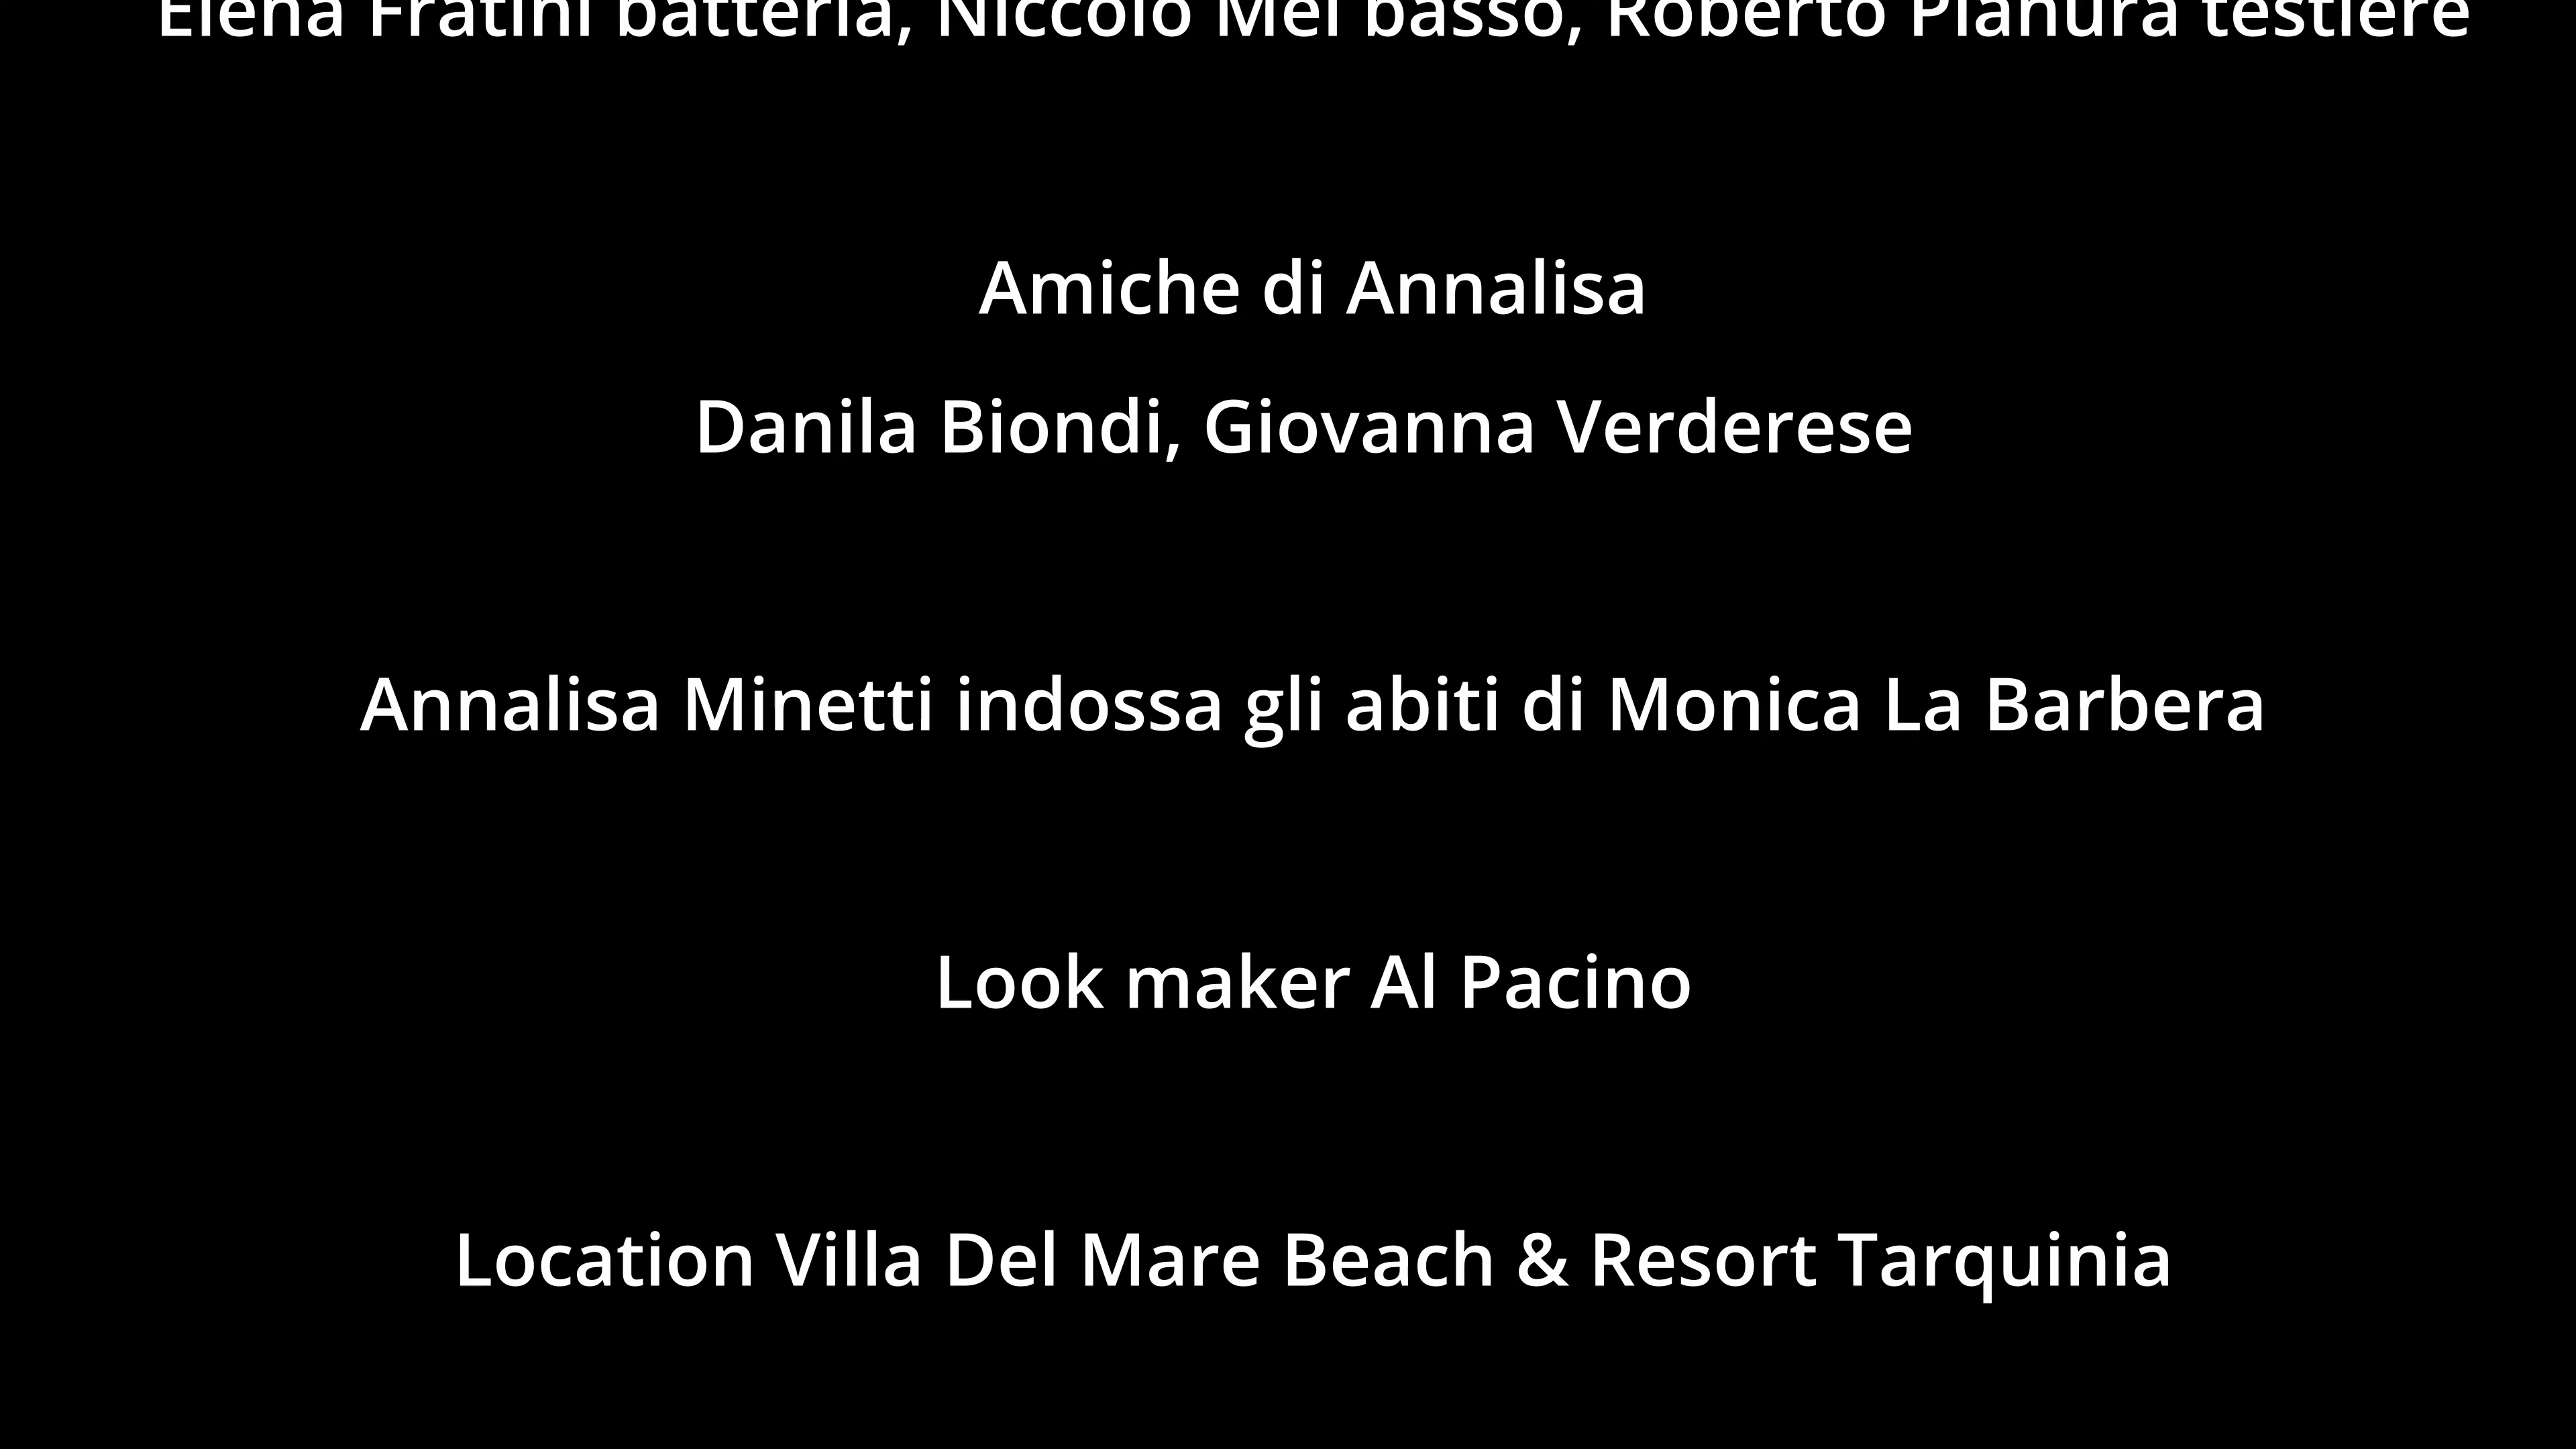 Elena Fratini batteria, Niccolò Mei basso, Roberto Pianura testiere
Amiche di Annalisa
Danila Biondi, Giovanna Verderese
Annalisa Minetti indossa gli abiti di Monica La Barbera
Look maker Al Pacino
Location Villa Del Mare Beach & Resort Tarquinia